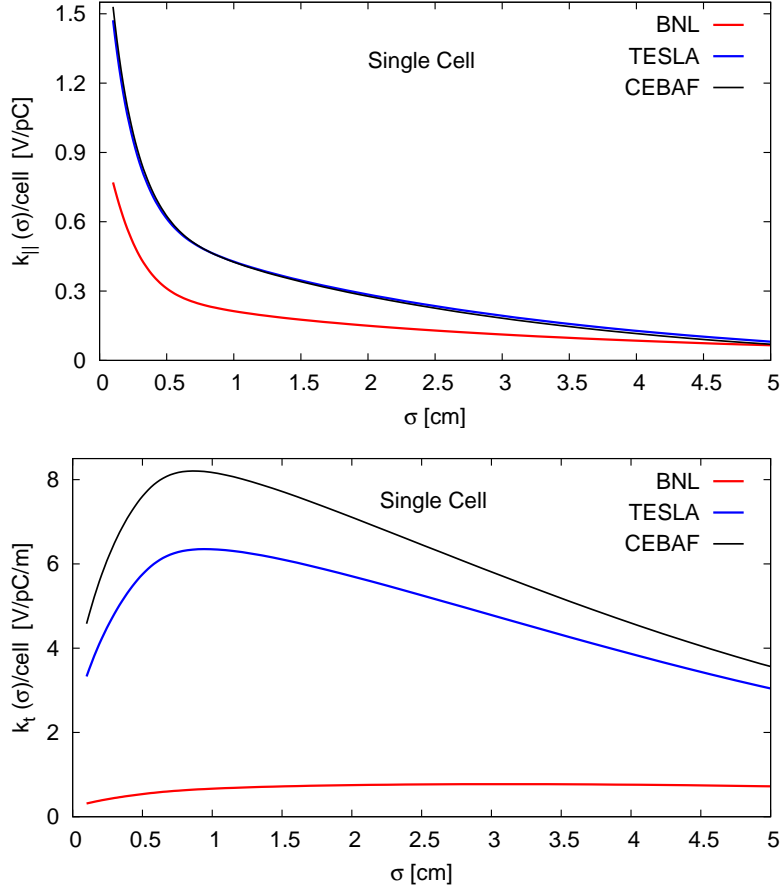 k|| (σ)/cell [V/pC]
1.5
1.2
0.9
0.6
0.3
0
Single Cell
BNL
TESLA
CEBAF
0 0.5 1 1.5 2 2.5 3 3.5 4 4.5 5
σ [cm]
kt (σ)/cell [V/pC/m]
8
6
4
2
0
Single Cell
BNL
TESLA
CEBAF
0 0.5 1 1.5 2 2.5 3 3.5 4 4.5 5
σ [cm]